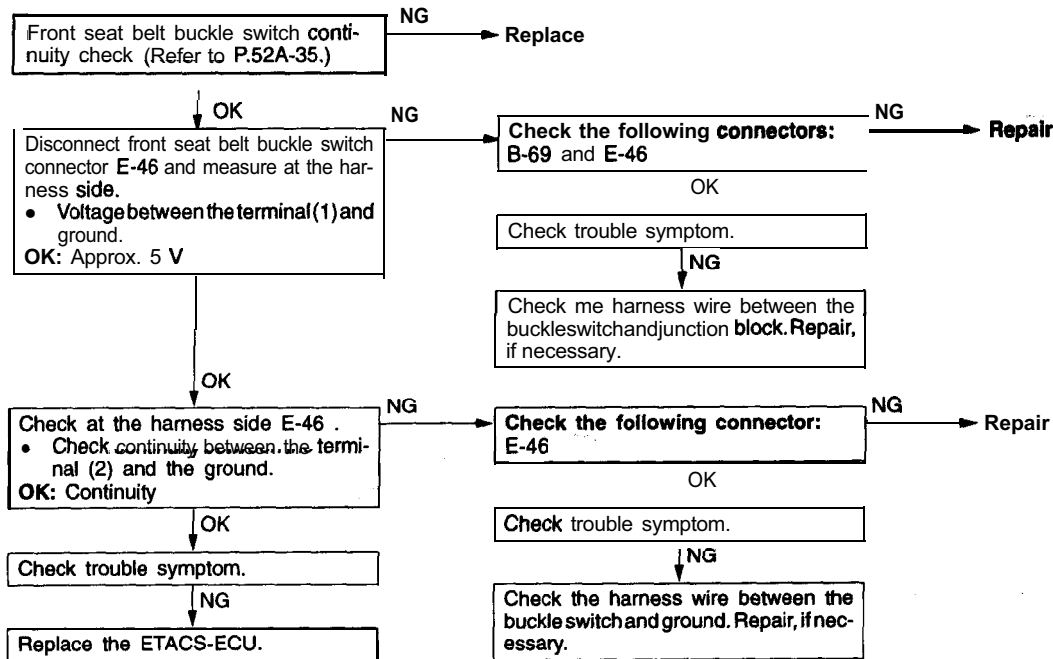 NG
Front seat belt buckle switch conti-
nuity check (Refer to P.52A-35.)
Replace
OK
NG
NG
Disconnect front seat belt buckle switch
connector E-46 and measure at the har-
ness side.
• Voltage between the terminal (1) and
ground.
OK: Approx. 5 V
Check the following connectors:
B-69 and E-46
Repair
OK
Check trouble symptom.
NG
Check me harness wire between the
buckle switch and junction block. Repair,
if necessary.
OK
NG
NG
Check at the harness side E-46 .
• Check continuity between the termi-
nal (2) and the ground.
OK: Continuity
Check the following connector:
E-46
Repair
OK
OK
Check trouble symptom.
Check trouble symptom.
NG
NG
Replace the ETACS-ECU.
Check the harness wire between the
buckle switch and ground. Repair, if nec-
essary.